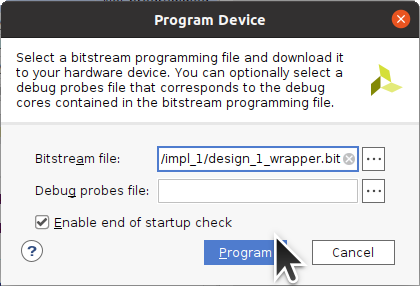 Program Device
Select a bitstream programming file and download it
to your hardware device. You can optionally select a
debug probes file that corresponds to the debug
cores contained in the bitstream programming file.
Bitstream file: /impl_1/design_1_wrapper.bit
Debug probes file:
Enable end of startup check
? Program Cancel